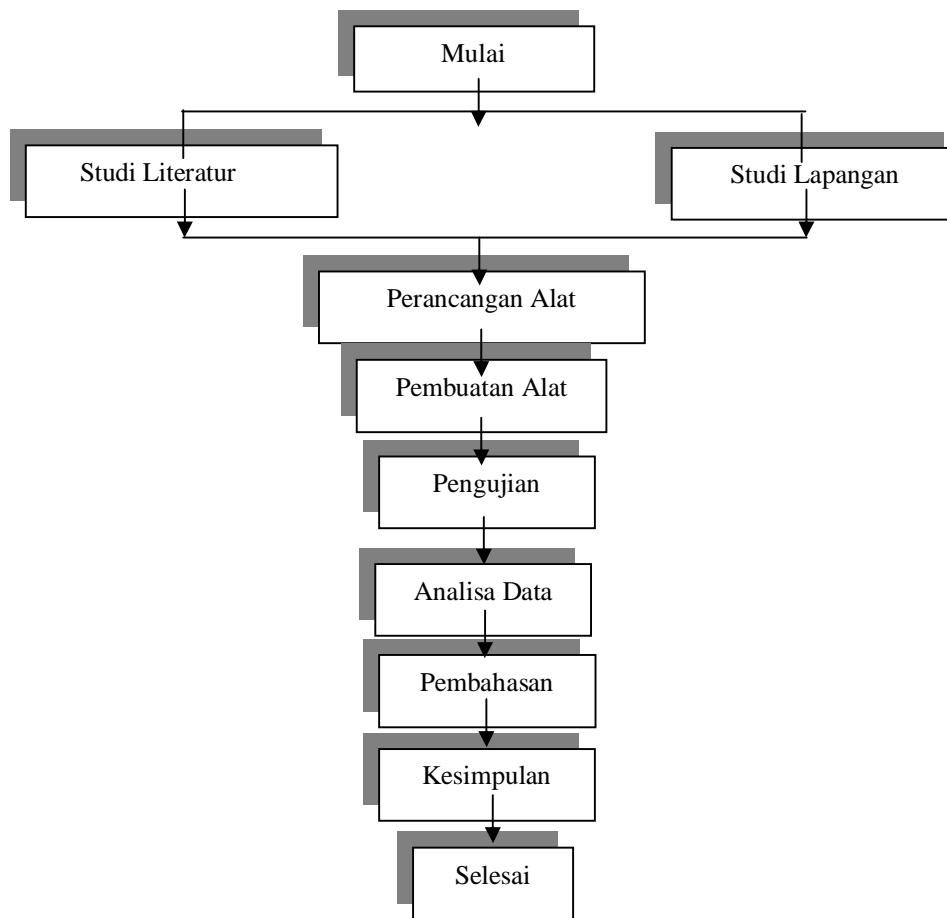 Mulai
Studi Literatur
Studi Lapangan
Perancangan Alat
Pembuatan Alat
Pengujian
Analisa Data
Pembahasan
Kesimpulan
Selesai